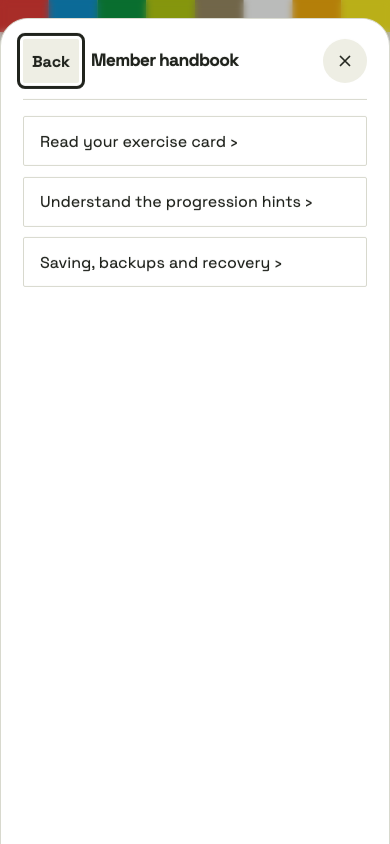 Back Member handbook
Read your exercise card >
Understand the progression hints >
Saving, backups and recovery >